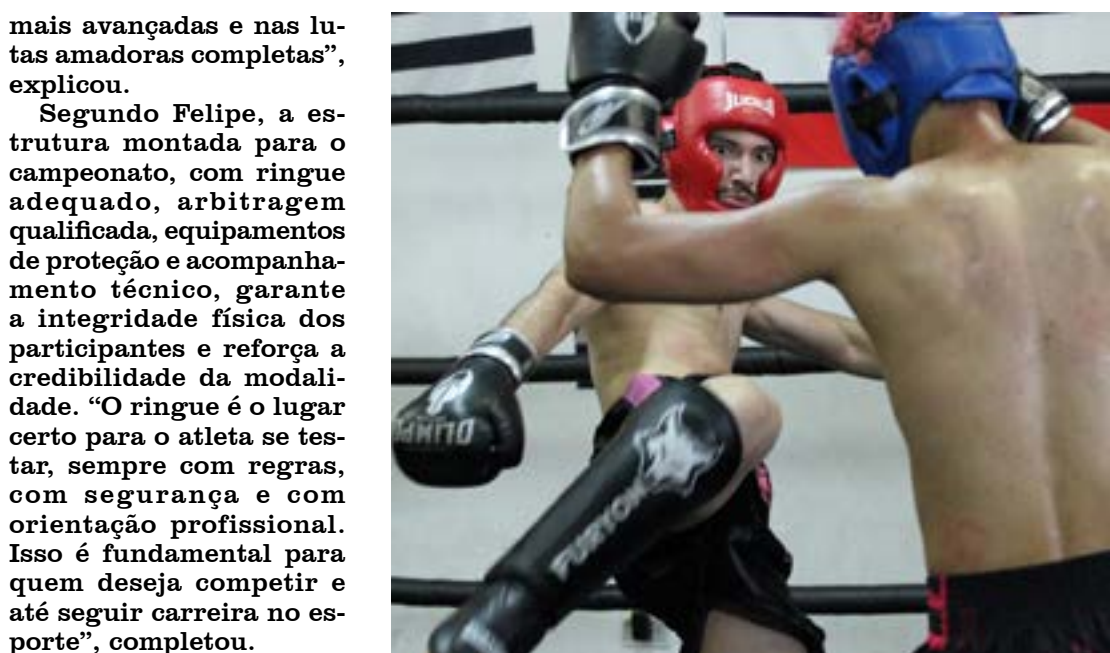 mais avançadas e nas lu-
tas amadoras completas”,
explicou.
Segundo Felipe, a es-
trutura montada para o
campeonato, com ringue
adequado, arbitragem
qualificada, equipamentos
de proteção e acompanha-
mento técnico, garante
a integridade física dos
participantes e reforça a
credibilidade da modali-
dade. “O ringue é o lugar
certo para o atleta se tes-
tar, sempre com regras,
com segurança e com
orientação profissional.
Isso é fundamental para
quem deseja competir e
até seguir carreira no es-
porte”, completou.